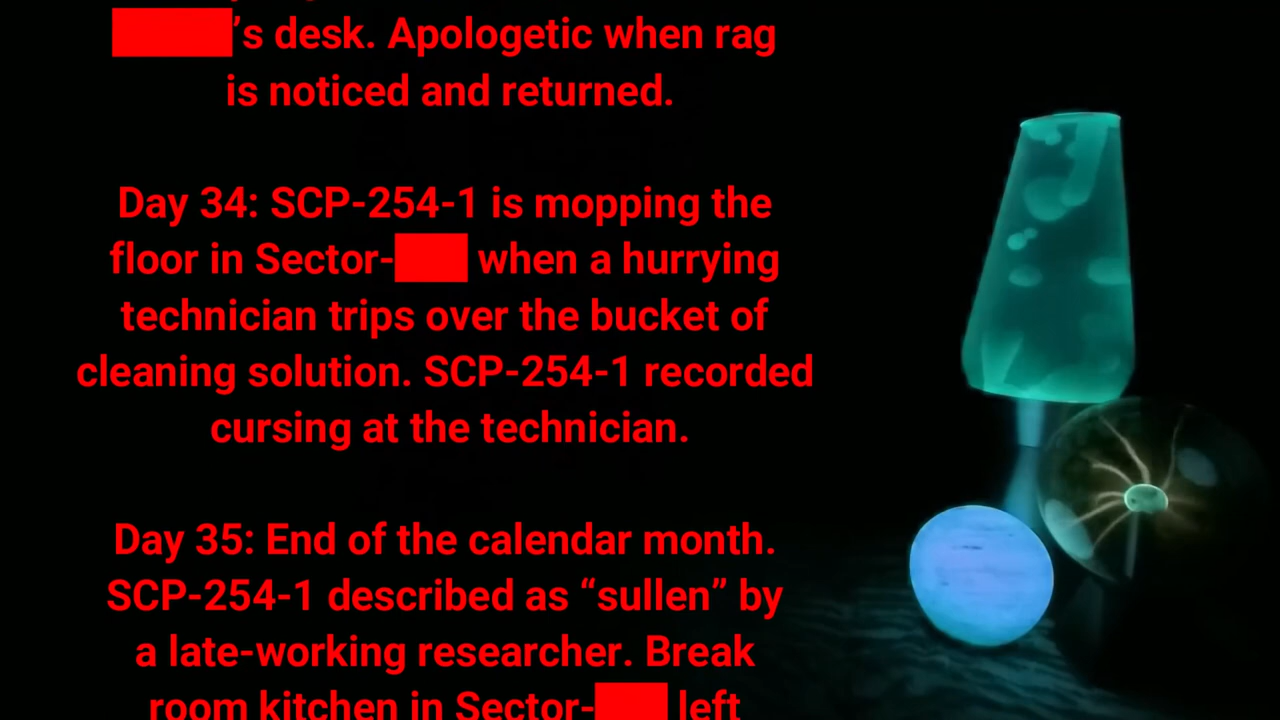 ’s desk. Apologetic when rag
is noticed and returned.
Day 34: SCP-254-1 is mopping the
floor in Sector- when a hurrying
technician trips over the bucket of
cleaning solution. SCP-254-1 recorded
cursing at the technician.
Day 35: End of the calendar month.
SCP-254-1 described as “sullen” by
a late-working researcher. Break
room kitchen in Sector- left